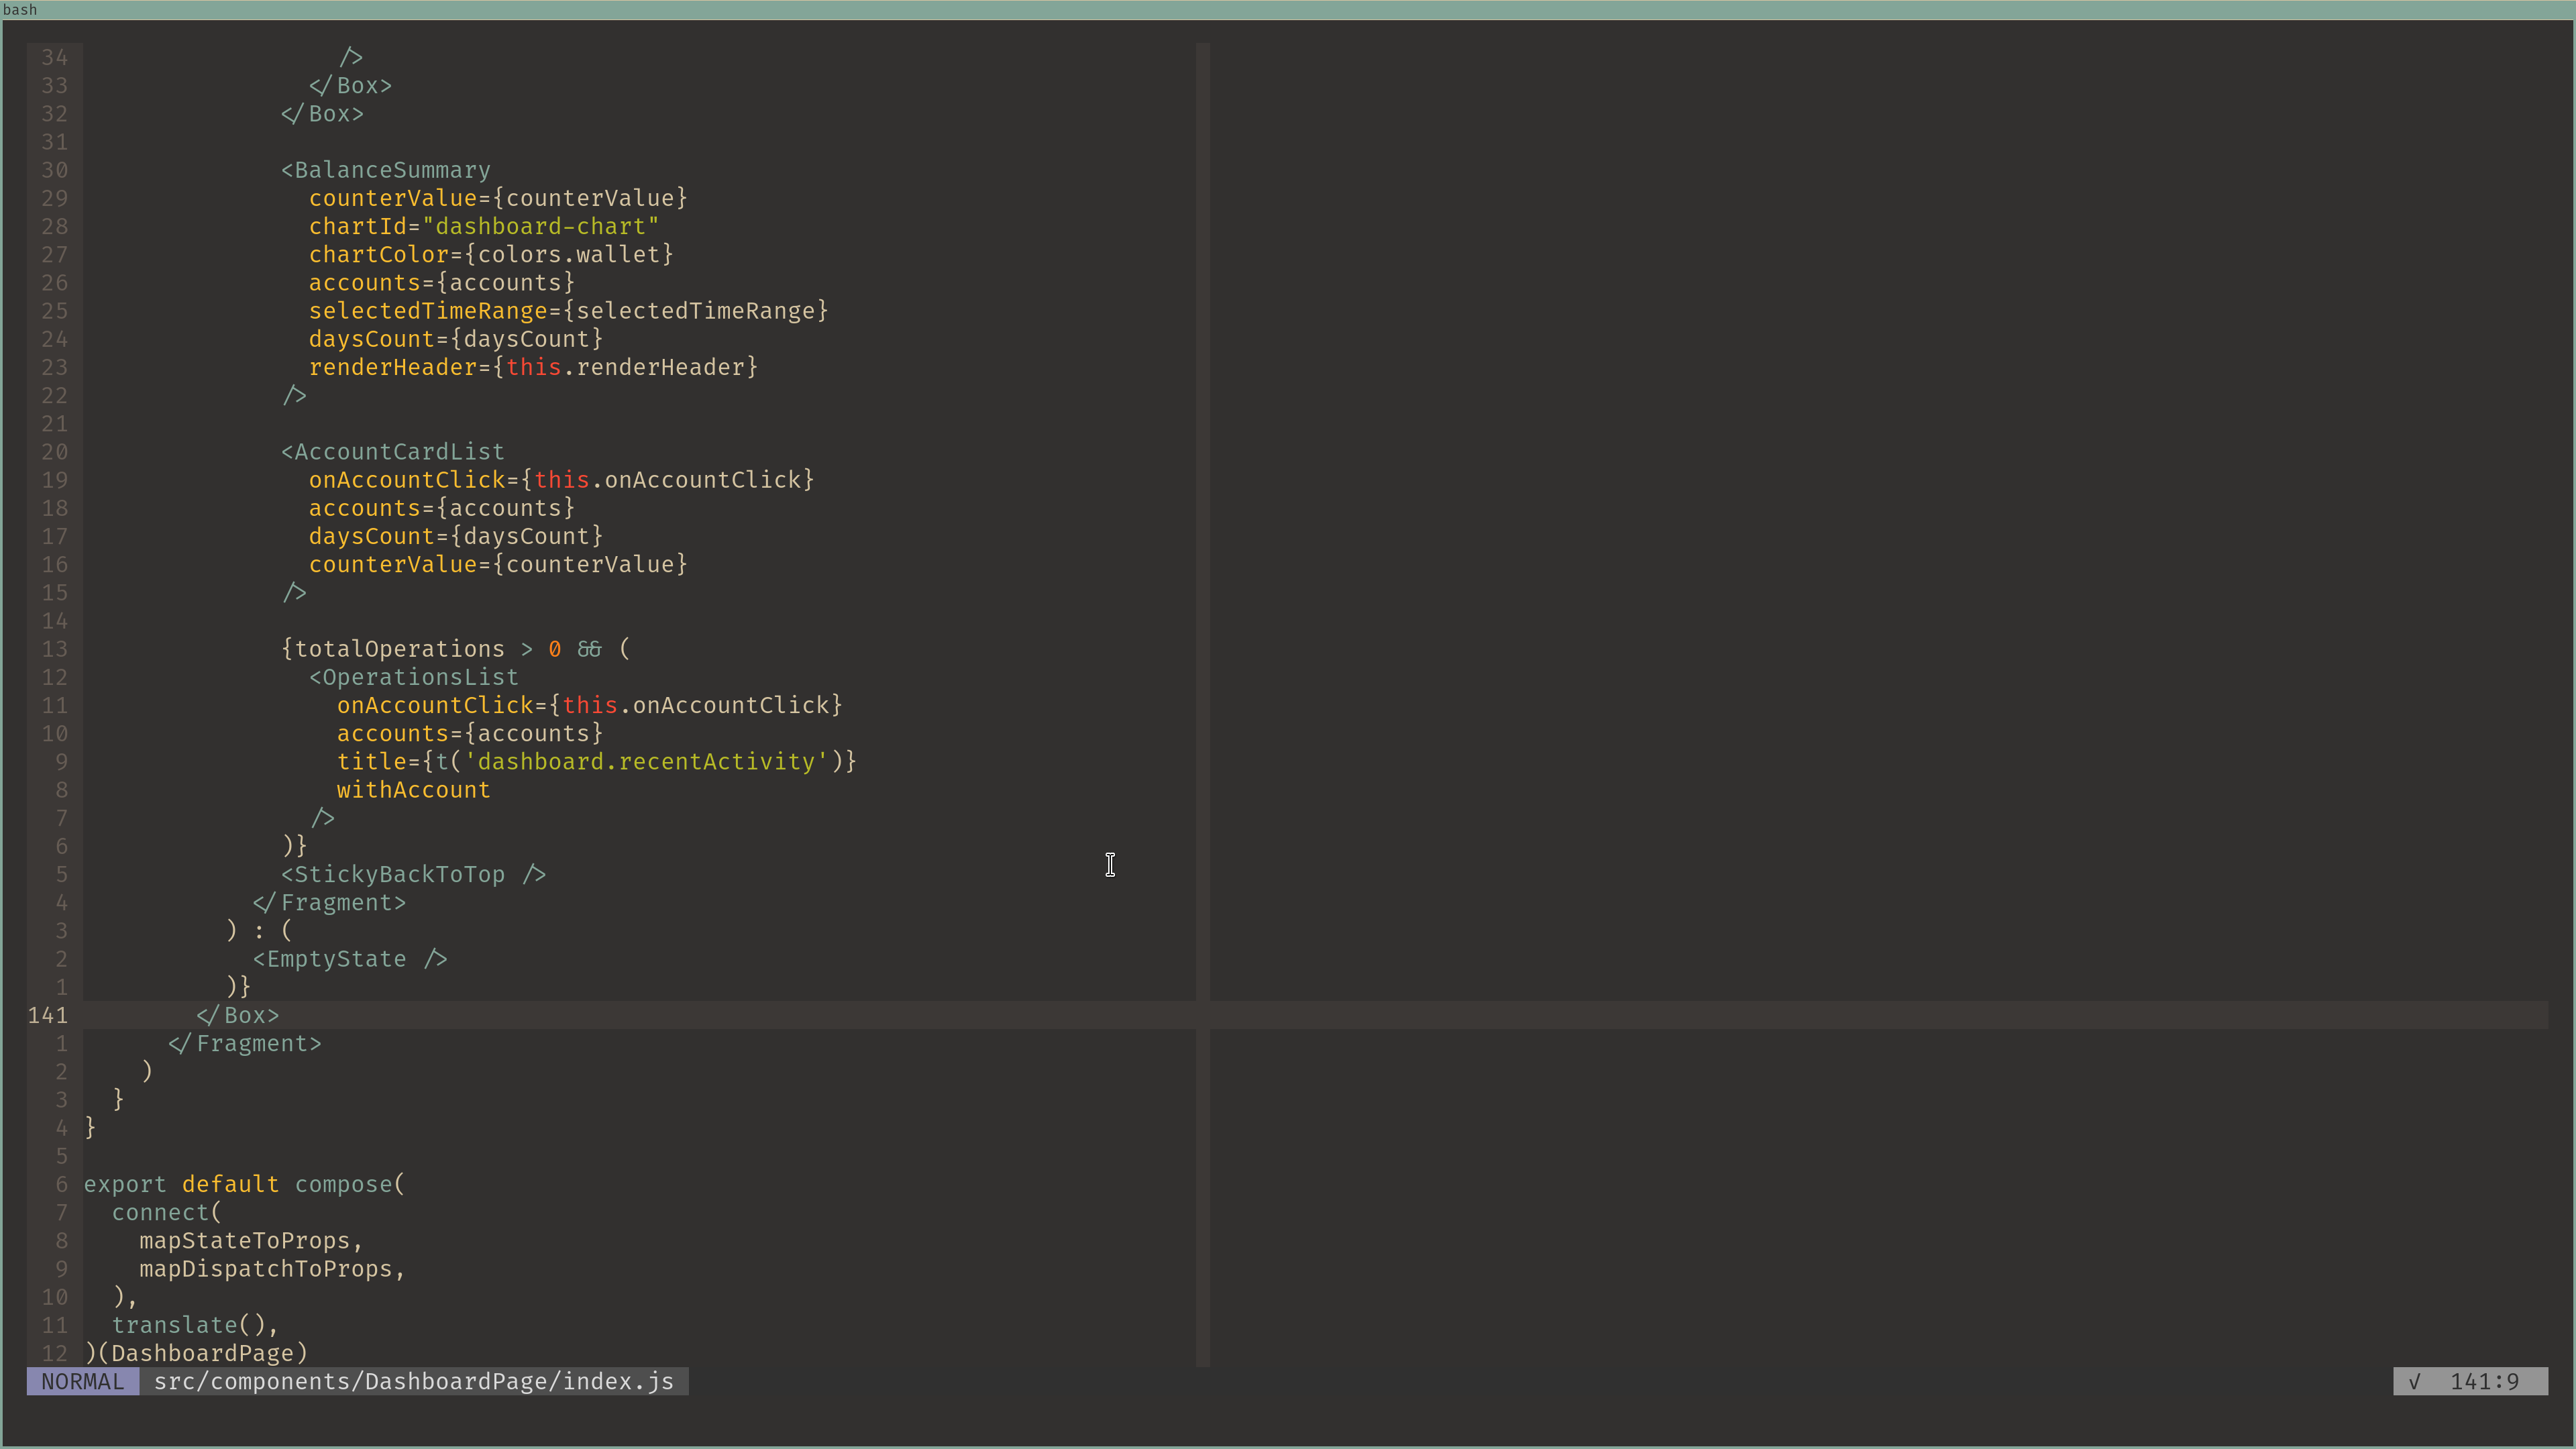 bash
34                   />
33                 </Box>
32               </Box>
31
30               <BalanceSummary
29                 counterValue={counterValue}
28                 chartId="dashboard-chart"
27                 chartColor={colors.wallet}
26                 accounts={accounts}
25                 selectedTimeRange={selectedTimeRange}
24                 daysCount={daysCount}
23                 renderHeader={this.renderHeader}
22               />
21
20               <AccountCardList
19                 onAccountClick={this.onAccountClick}
18                 accounts={accounts}
17                 daysCount={daysCount}
16                 counterValue={counterValue}
15               />
14
13               {totalOperations > 0 && (
12                 <OperationsList
11                   onAccountClick={this.onAccountClick}
10                   accounts={accounts}
9                   title={t('dashboard.recentActivity')}
8                   withAccount
7                 />
6               )}
5               <StickyBackToTop />
4             </Fragment>
3           ) : (
2             <EmptyState />
1           )}
141         </Box>
1       </Fragment>
2     )
3   }
4 }
5
6 export default compose(
7   connect(
8     mapStateToProps,
9     mapDispatchToProps,
10   ),
11   translate(),
12 )(DashboardPage)
NORMAL src/components/DashboardPage/index.js √ 141:9